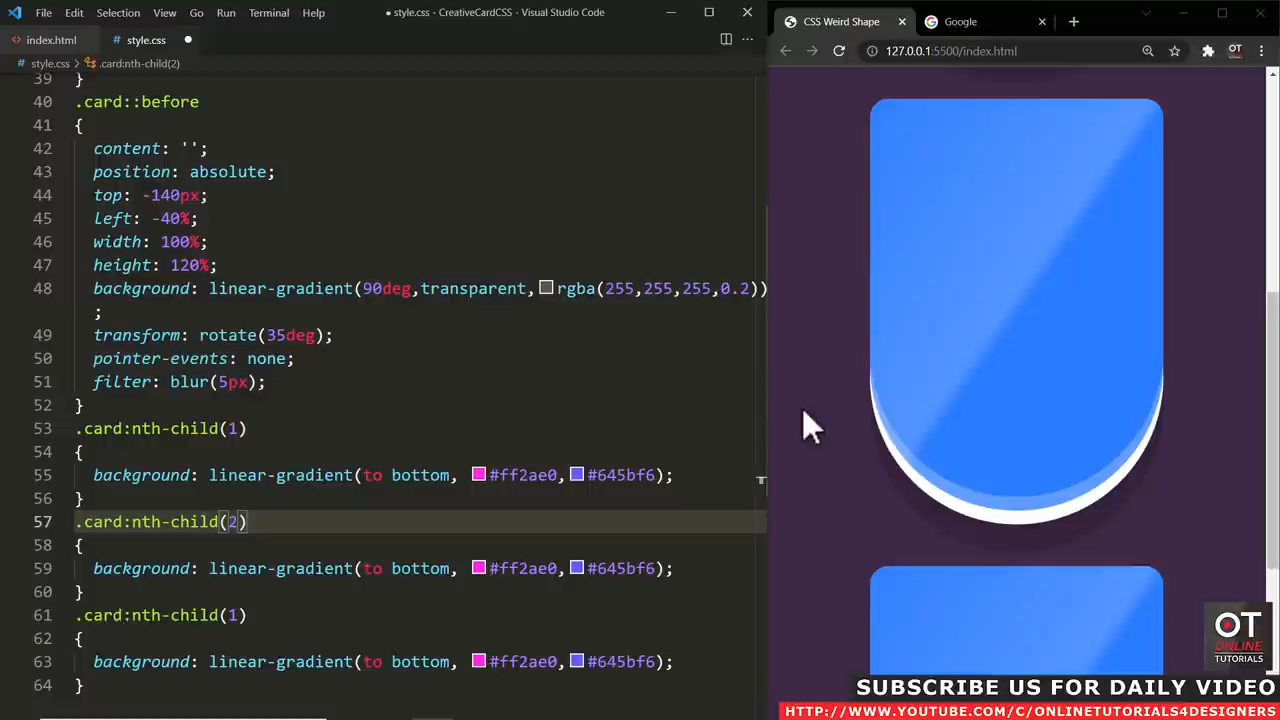 File Edit Selection View Go Run Terminal Help
● style.css - CreativeCardCSS - Visual Studio Code
index.html
# style.css ●
# style.css > .card:nth-child(2)
39 }
40 .card::before
41 {
42 content: '';
43 position: absolute;
44 top: -140px;
45 left: -40%;
46 width: 100%;
47 height: 120%;
48 background: linear-gradient(90deg,transparent,rgba(255,255,255,0.2))
;
49 transform: rotate(35deg);
50 pointer-events: none;
51 filter: blur(5px);
52 }
53 .card:nth-child(1)
54 {
55 background: linear-gradient(to bottom, #ff2ae0,#645bf6);
56 }
57 .card:nth-child(2)
58 {
59 background: linear-gradient(to bottom, #ff2ae0,#645bf6);
60 }
61 .card:nth-child(1)
62 {
63 background: linear-gradient(to bottom, #ff2ae0,#645bf6);
64 }
CSS Weird Shape
Google
127.0.0.1:5500/index.html
OT
OT
ONLINE
TUTORIALS
SUBSCRIBE US FOR DAILY VIDEO
HTTP://WWW.YOUTUBE.COM/C/ONLINETUTORIALS4DESIGNERS